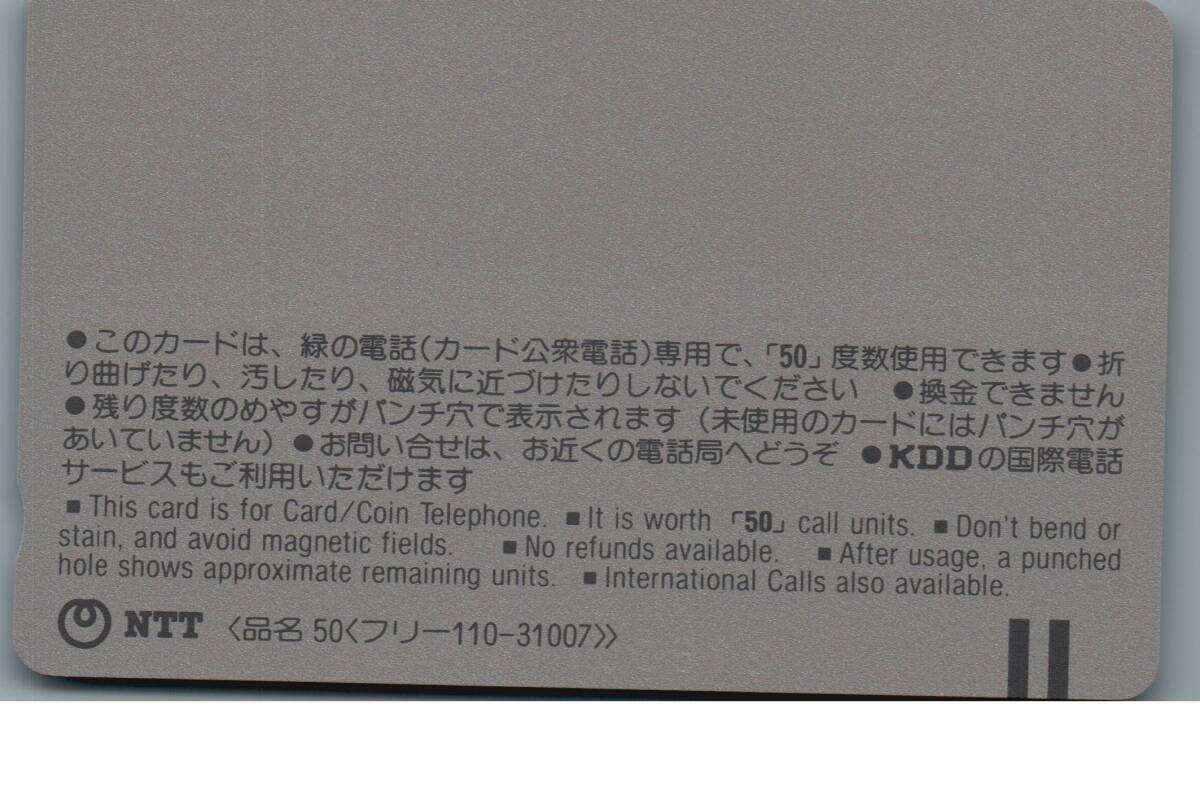 ●このカードは、緑の電話(カード公衆電話)専用で、「50」度数使用できます●折
り曲げたり、汚したり、磁気に近づけたりしないでください ●換金できません
●残り度数のめやすがパンチ穴で表示されます(未使用のカードにはパンチ穴が
あいていません)●お問い合せは、お近くの電話局へどうぞ ●KDDの国際電話
サービスもご利用いただけます
■This card is for Card/Coin Telephone. ■It is worth 「50」 call units. ■Don't bend or
stain, and avoid magnetic fields. ■No refunds available. ■After usage, a punched
hole shows approximate remaining units. ■International Calls also available.
NTT 〈品名 50〈フリー110-31007〉〉